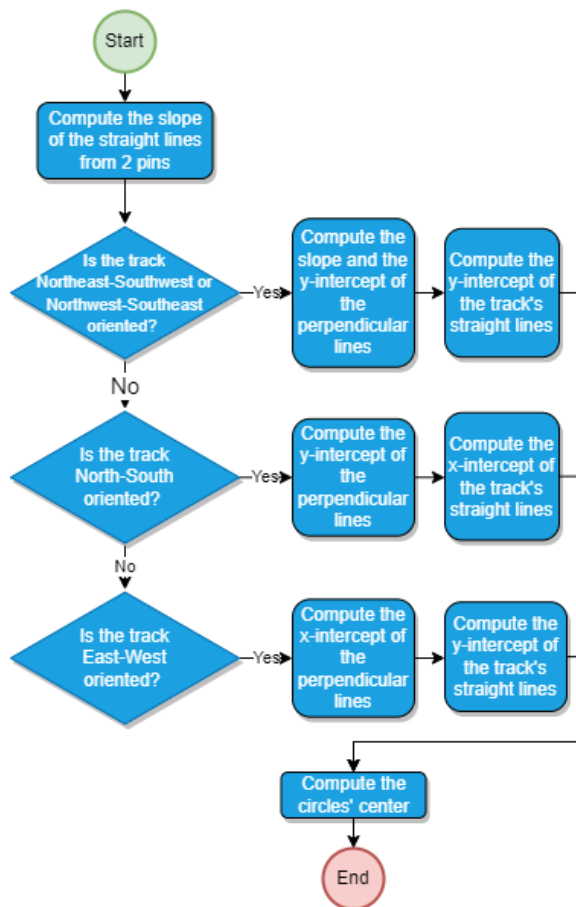 Start
Compute the slope
of the straight lines
from 2 pins
Is the track
Northeast-Southwest or
Northwest-Southeast
oriented?
Yes
Compute the
slope and the
y-intercept of
the
perpendicular
lines
Compute the
y-intercept of
the track's
straight lines
No
Is the track
North-South
oriented?
Yes
Compute the
y-intercept of
the
perpendicular
lines
Compute the
x-intercept of
the track's
straight lines
No
Is the track
East-West
oriented?
Yes
Compute the
x-intercept of
the
perpendicular
lines
Compute the
y-intercept of
the track's
straight lines
Compute the
circles' center
End